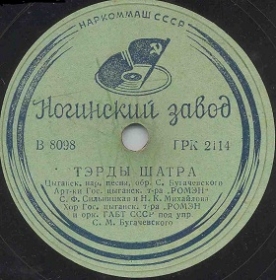 НАРКОММАШ СССР
Ногинский завод
В 8098 ГРК 2114
ТЭРДЫ ШАТРА
Цыганск. нар. песня, обр. С. Бугачевского
Арт-ки Гос. цыганск. т-ра „РОМЭН“
С. Ф. Сильницкая и Н. К. Михайлова
Хор Гос. цыганск. т-ра „РОМЭН“
и орк. ГАБТ СССР под упр.
С. М. Бугачевского